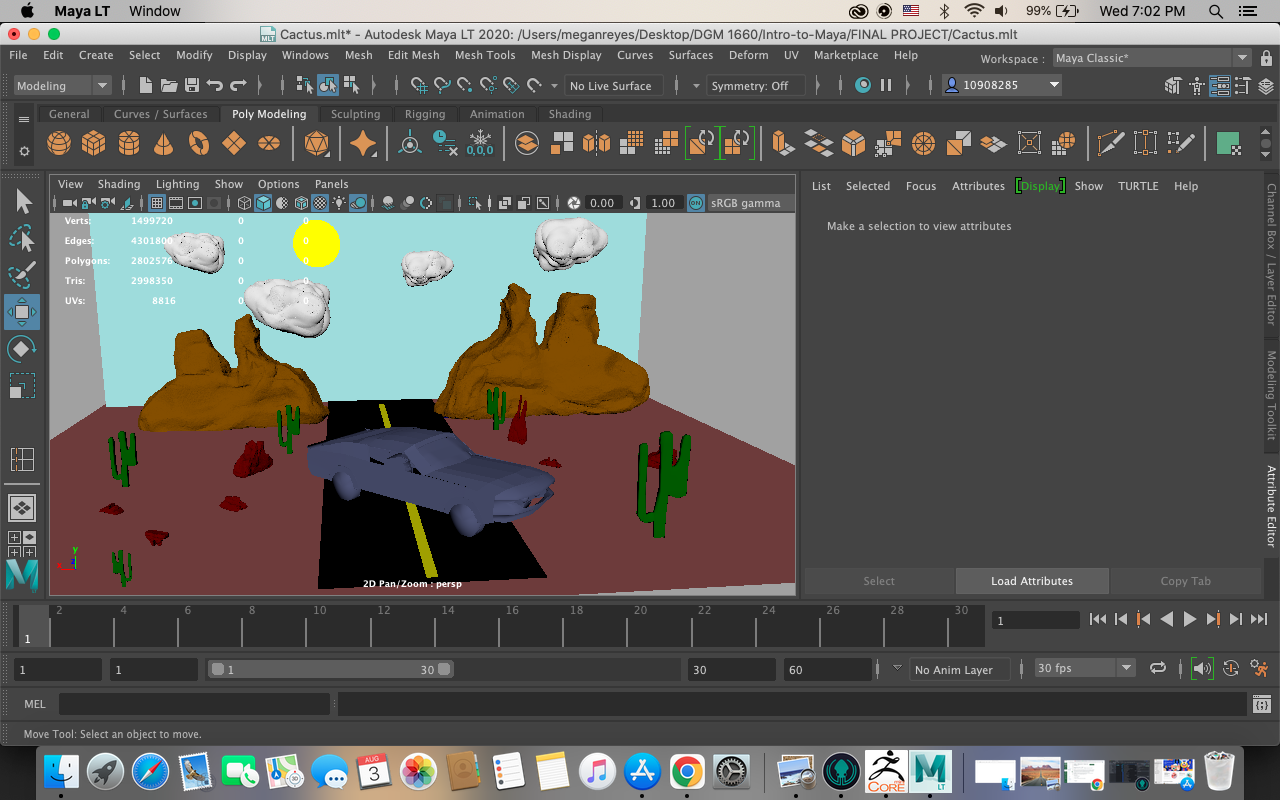 Maya LT Window 99% Wed 7:02 PM
Cactus.mlt* - Autodesk Maya LT 2020: /Users/meganreyes/Desktop/DGM 1660/Intro-to-Maya/FINAL PROJECT/Cactus.mlt
File Edit Create Select Modify Display Windows Mesh Edit Mesh Mesh Tools Mesh Display Curves Surfaces Deform UV Marketplace Help Workspace : Maya Classic*
Modeling No Live Surface Symmetry: Off 10908285
General Curves / Surfaces Poly Modeling Sculpting Rigging Animation Shading
0,0,0
View Shading Lighting Show Options Panels
List Selected Focus Attributes [Display] Show TURTLE Help
0.00 1.00 ON sRGB gamma
Verts: 1499720 0 0
Edges: 4301800 0 0
Polygons: 2802576 0 0
Tris: 2998350 0 0
UVs: 8816 0 0
Make a selection to view attributes
Channel Box / Layer Editor
Modeling Toolkit
Attribute Editor
y
2D Pan/Zoom : persp
Select Load Attributes Copy Tab
2 4 6 8 10 12 14 16 18 20 22 24 26 28 30
1 1
1 1 1 30 30 60 No Anim Layer 30 fps
MEL
Move Tool: Select an object to move.
M LT
AUG
3
CORE
M LT